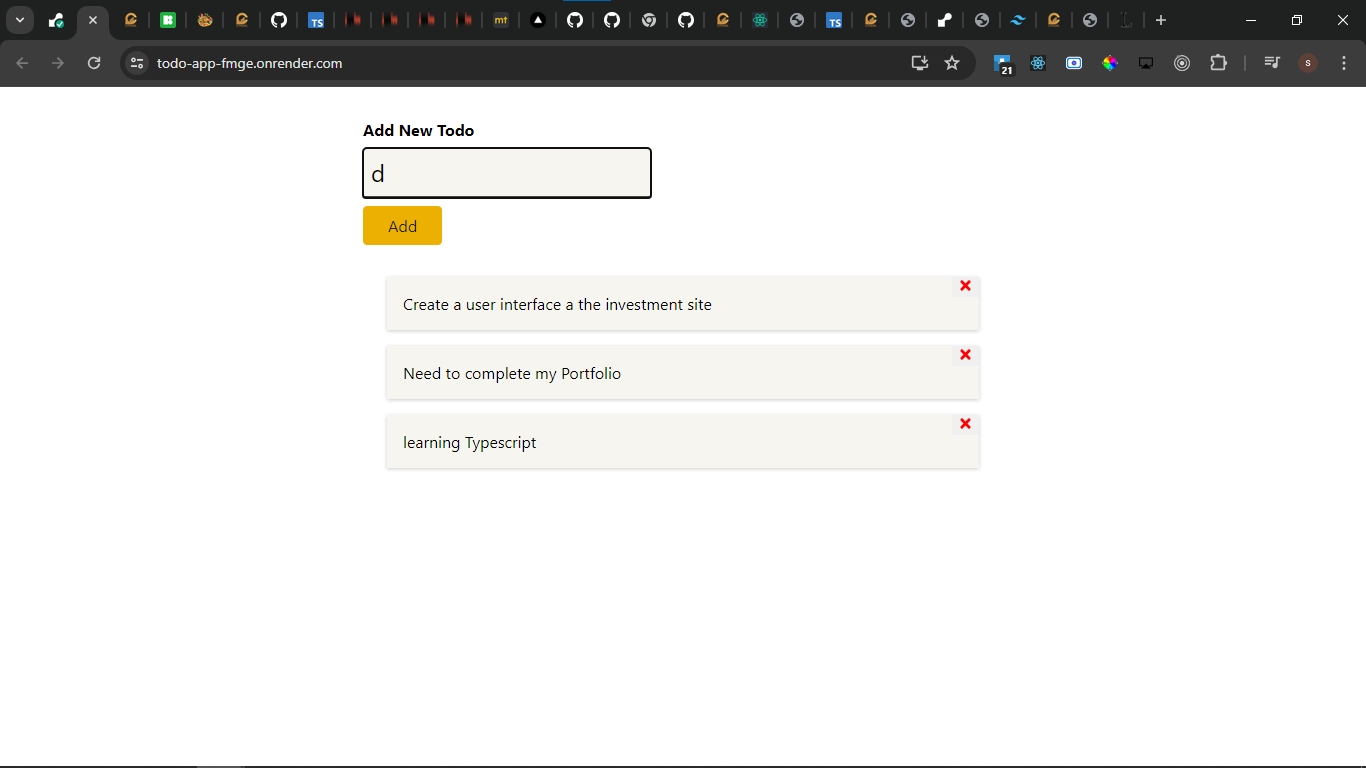 TS
mt
TS
todo-app-fmge.onrender.com
21
s
Add New Todo
d
Add
Create a user interface a the investment site
Need to complete my Portfolio
learning Typescript